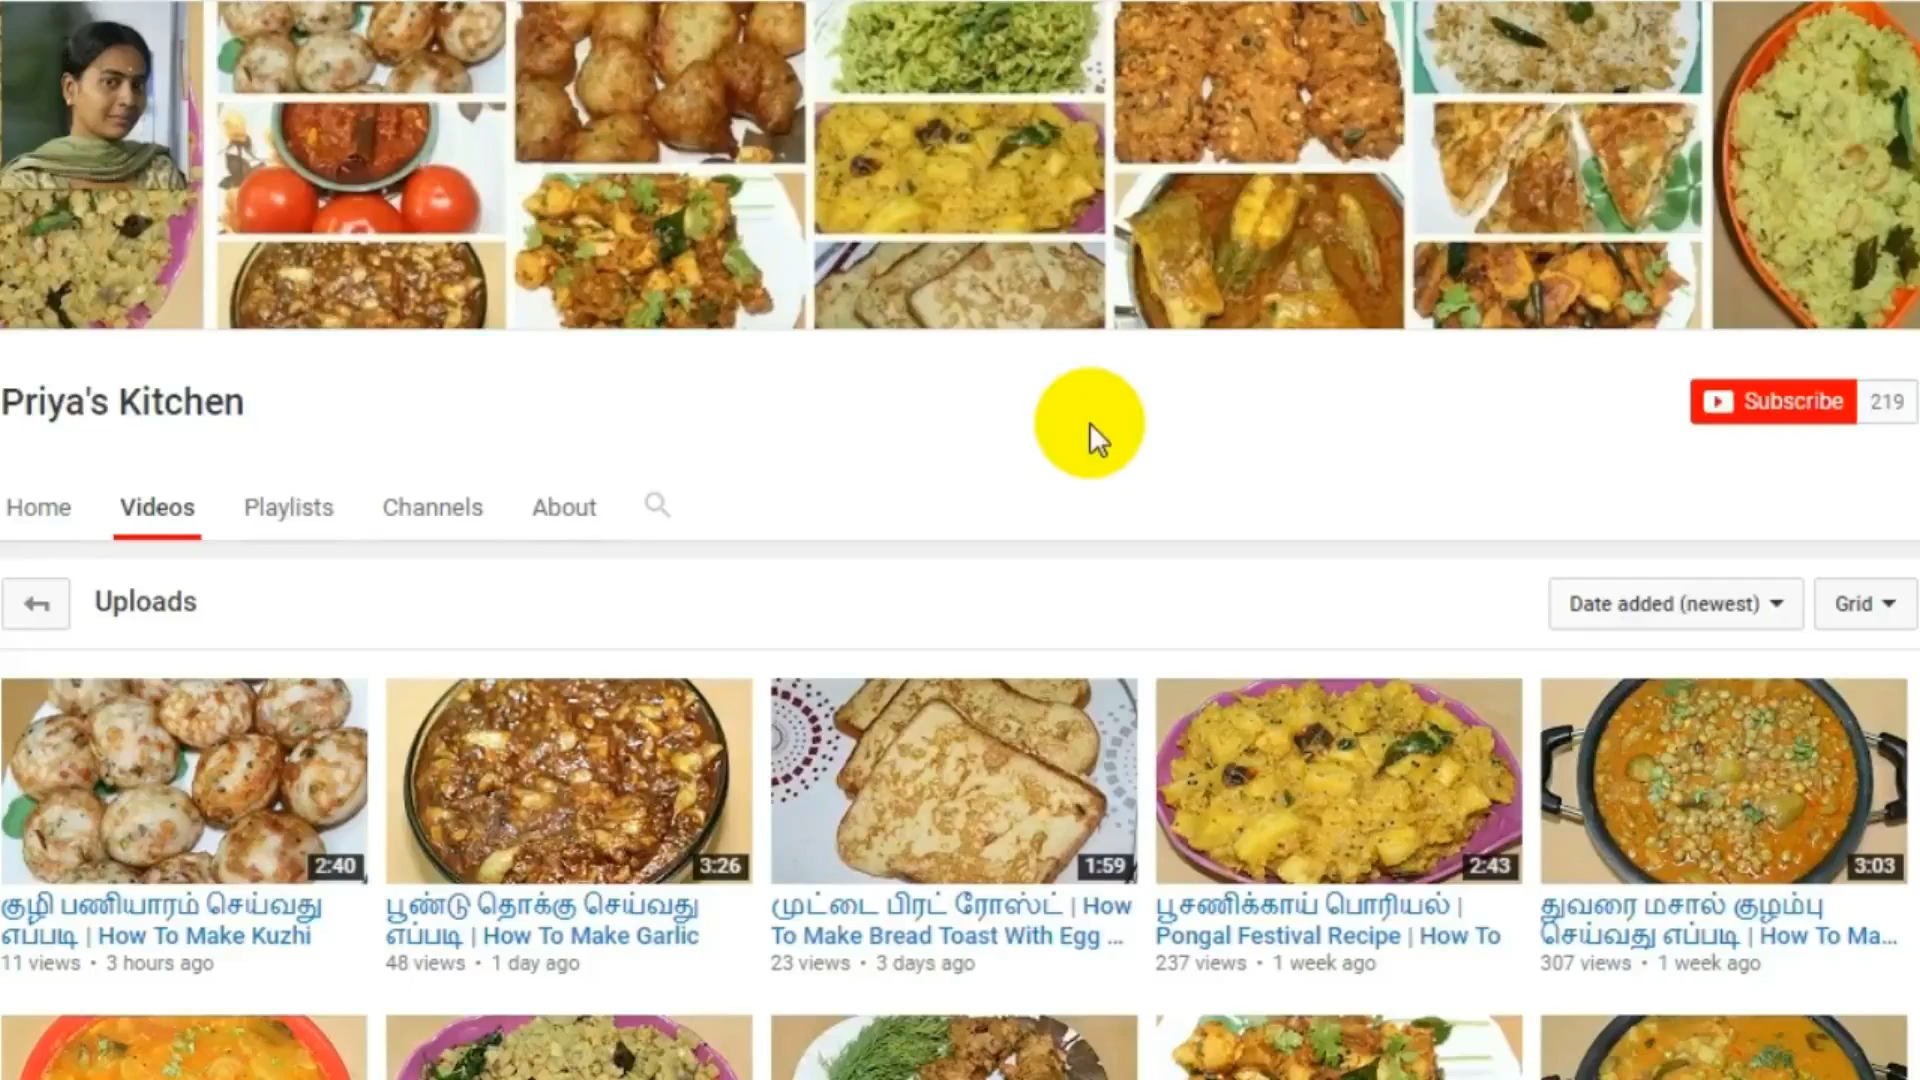 Priya's Kitchen
Subscribe 219
Home Videos Playlists Channels About
Uploads
Date added (newest) Grid
2:40
3:26
1:59
2:43
3:03
குழி பணியாரம் செய்வது
எப்படி | How To Make Kuzhi
11 views • 3 hours ago
பூண்டு தொக்கு செய்வது
எப்படி | How To Make Garlic
48 views • 1 day ago
முட்டை பிரட் ரோஸ்ட் | How
To Make Bread Toast With Egg ...
23 views • 3 days ago
பூசணிக்காய் பொரியல் |
Pongal Festival Recipe | How To
237 views • 1 week ago
துவரை மசால் குழம்பு
செய்வது எப்படி | How To Ma...
307 views • 1 week ago